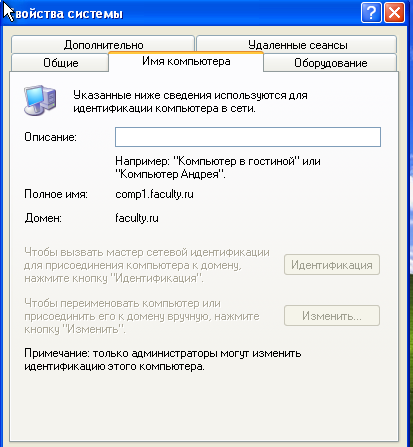 войства системы
Дополнительно
Удаленные сеансы
Общие
Имя компьютера
Оборудование
Указанные ниже сведения используются для
идентификации компьютера в сети.
Описание:
Например: "Компьютер в гостиной" или
"Компьютер Андрея".
Полное имя: comp1.faculty.ru
Домен: faculty.ru
Чтобы вызвать мастер сетевой идентификации
для присоединения компьютера к домену,
нажмите кнопку "Идентификация".
Идентификация
Чтобы переименовать компьютер или
присоединить его к домену вручную, нажмите
кнопку "Изменить".
Изменить...
Примечание: только администраторы могут изменить
идентификацию этого компьютера.